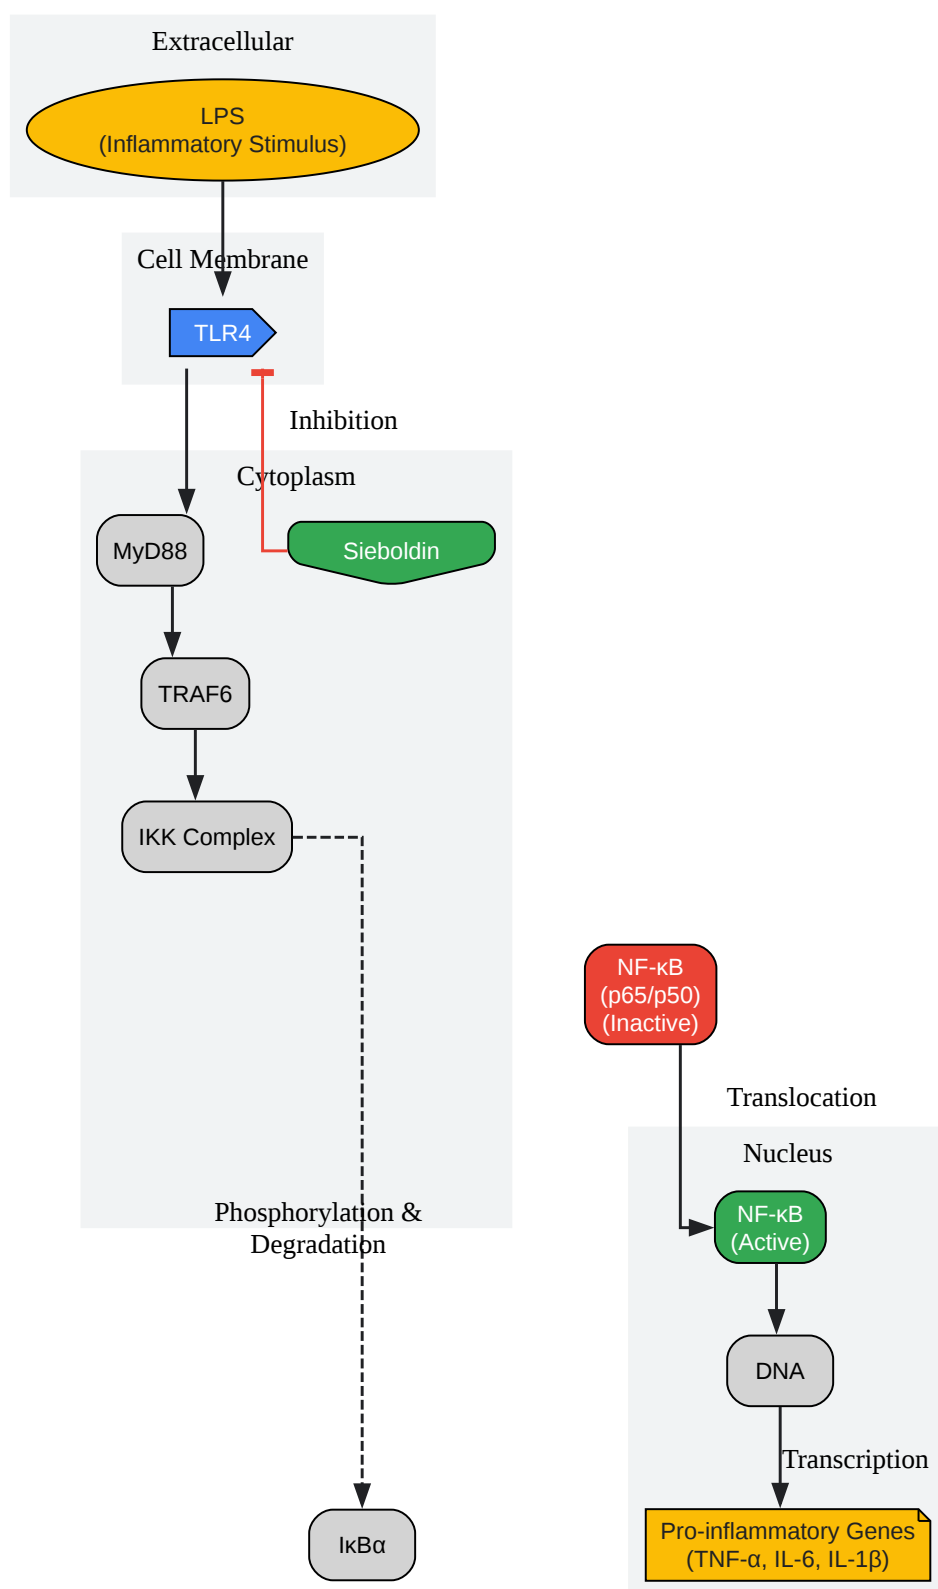 Extracellular
LPS
(Inflammatory Stimulus)
Cell Membrane
TLR4
Inhibition
Cytoplasm
MyD88
Sieboldin
TRAF6
IKK Complex
NF-κB
(p65/p50)
(Inactive)
Translocation
Nucleus
Phosphorylation &
Degradation
NF-κB
(Active)
DNA
Transcription
Pro-inflammatory Genes
(TNF-α, IL-6, IL-1β)
IκBα